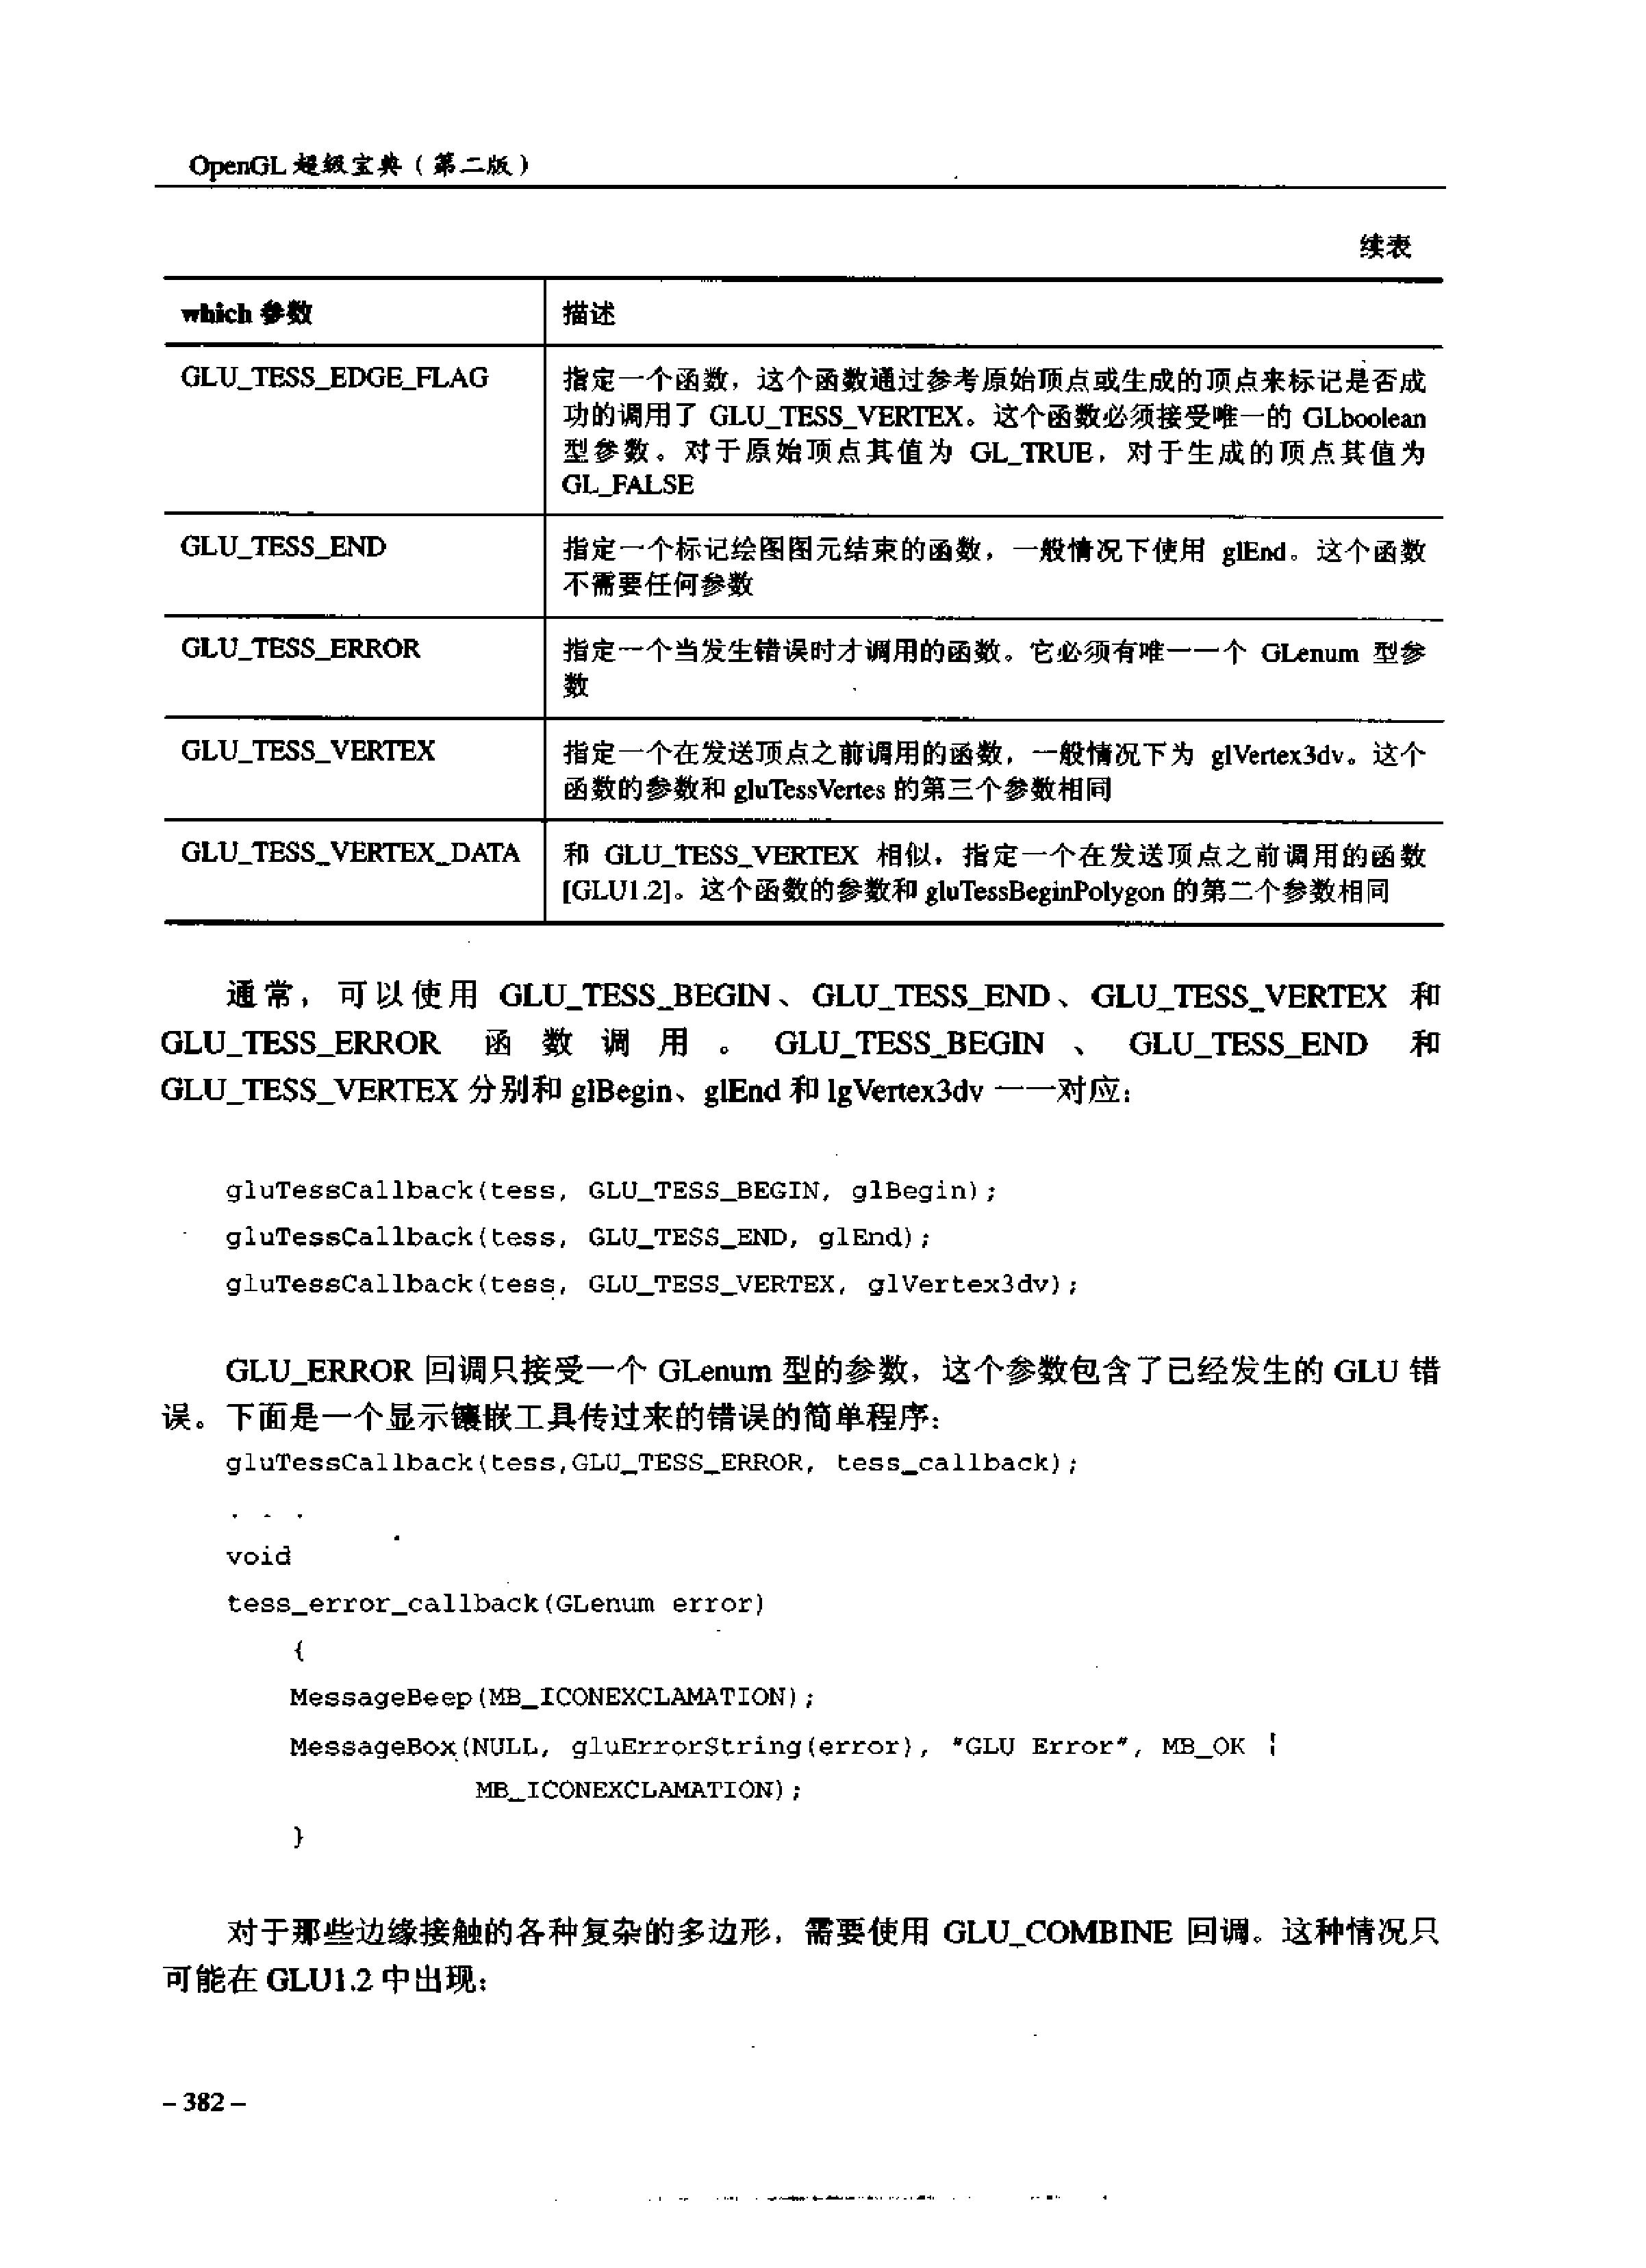 OpenGL 超级宝典（第二版）
续表
which 参数
描述
GLU_TESS_EDGE_FLAG
指定一个函数，这个函数通过参考原始顶点或生成的顶点来标记是否成
功的调用了 GLU_TESS_VERTEX。这个函数必须接受唯一的 GLboolean
型参数。对于原始顶点其值为 GL_TRUE，对于生成的顶点其值为
GL_FALSE
GLU_TESS_END
指定一个标记绘图图元结束的函数，一般情况下使用 glEnd。这个函数
不需要任何参数
GLU_TESS_ERROR
指定一个当发生错误时才调用的函数。它必须有唯一一个 GLenum 型参
数
GLU_TESS_VERTEX
指定一个在发送顶点之前调用的函数，一般情况下为 glVertex3dv。这个
函数的参数和 gluTessVertes 的第三个参数相同
GLU_TESS_VERTEX_DATA
和 GLU_TESS_VERTEX 相似，指定一个在发送顶点之前调用的函数
[GLU1.2]。这个函数的参数和 gluTessBeginPolygon 的第二个参数相同
通常，可以使用 GLU_TESS_BEGIN、GLU_TESS_END、GLU_TESS_VERTEX 和
GLU_TESS_ERROR 函数调用。GLU_TESS_BEGIN、GLU_TESS_END 和
GLU_TESS_VERTEX 分别和 glBegin、glEnd 和 lgVertex3dv 一一对应：
gluTessCallback(tess, GLU_TESS_BEGIN, glBegin);
gluTessCallback(tess, GLU_TESS_END, glEnd);
gluTessCallback(tess, GLU_TESS_VERTEX, glVertex3dv);
GLU_ERROR 回调只接受一个 GLenum 型的参数，这个参数包含了已经发生的 GLU 错
误。下面是一个显示镶嵌工具传过来的错误的简单程序：
gluTessCallback(tess,GLU_TESS_ERROR, tess_callback);
. . .
void
tess_error_callback(GLenum error)
{
MessageBeep(MB_ICONEXCLAMATION);
MessageBox(NULL, gluErrorString(error), "GLU Error", MB_OK |
MB_ICONEXCLAMATION);
}
对于那些边缘接触的各种复杂的多边形，需要使用 GLU_COMBINE 回调。这种情况只
可能在 GLU1.2 中出现：
– 382 –